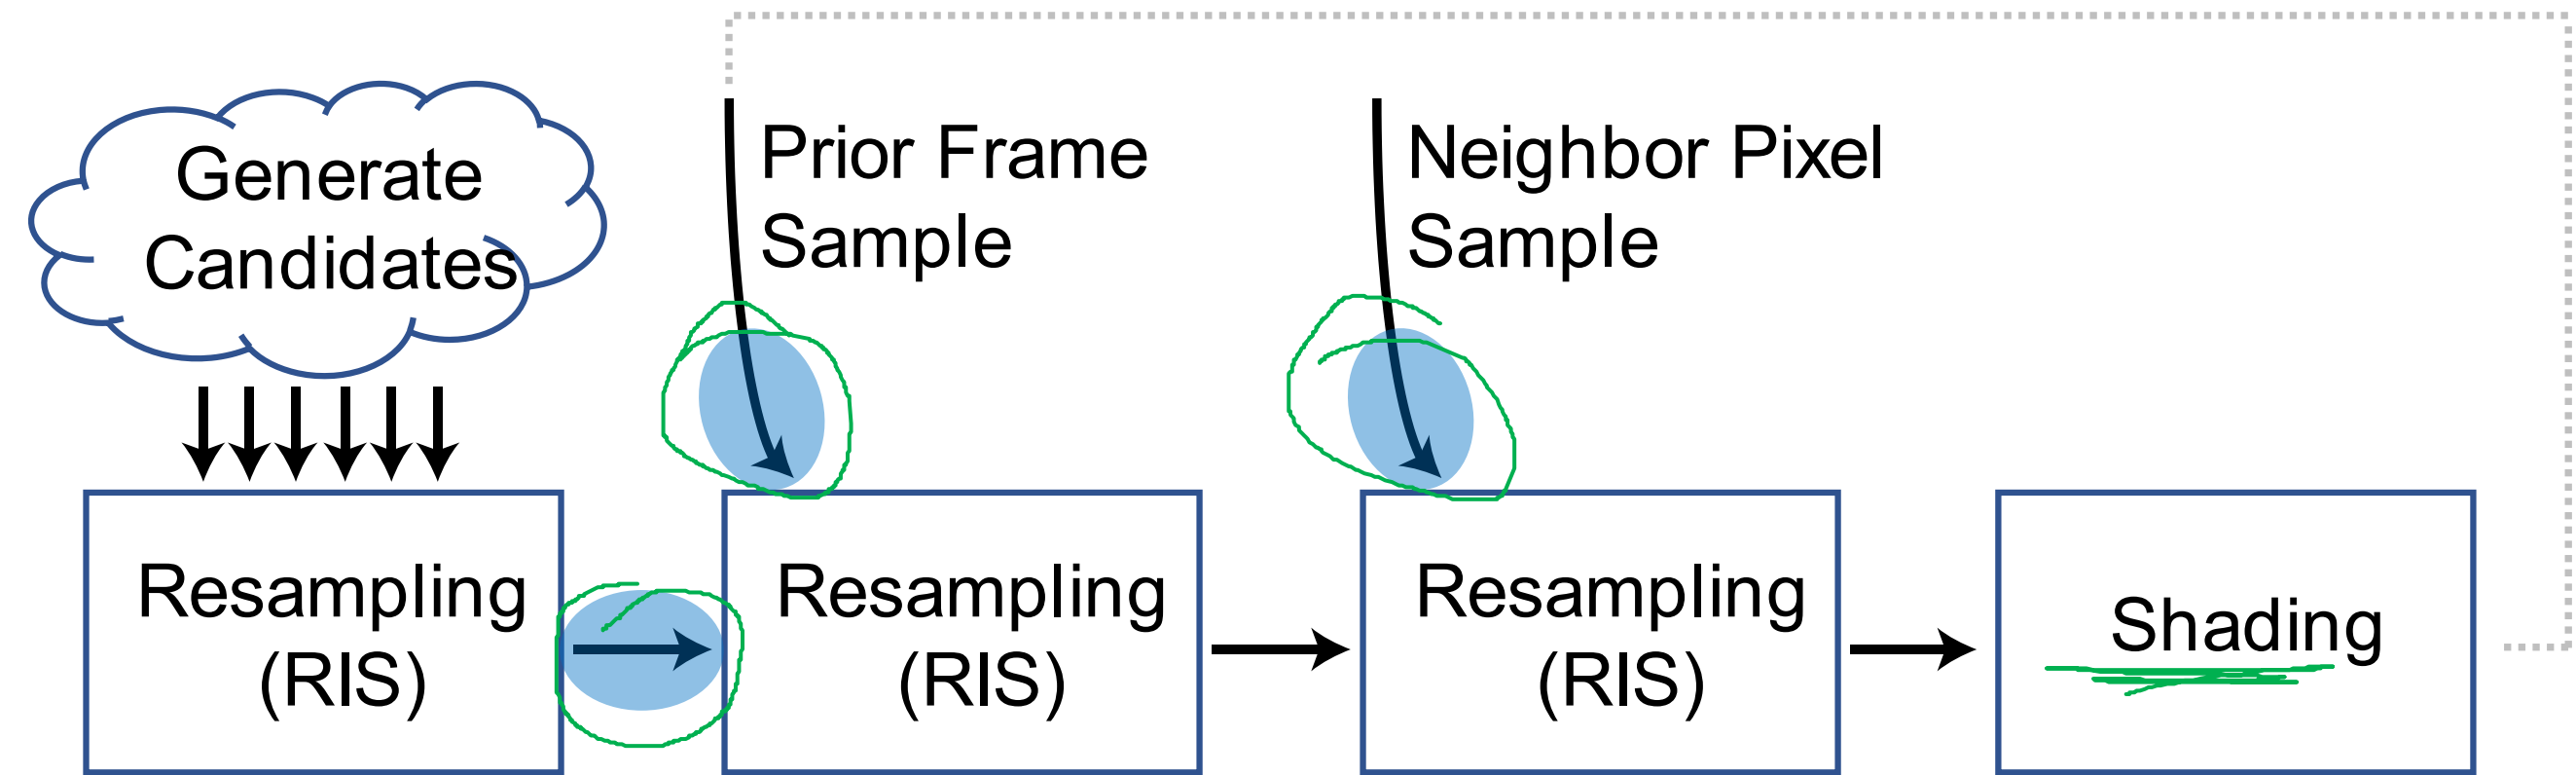 Generate
Candidates
Prior Frame
Sample
Neighbor Pixel
Sample
Resampling
(RIS)
Resampling
(RIS)
Resampling
(RIS)
Shading